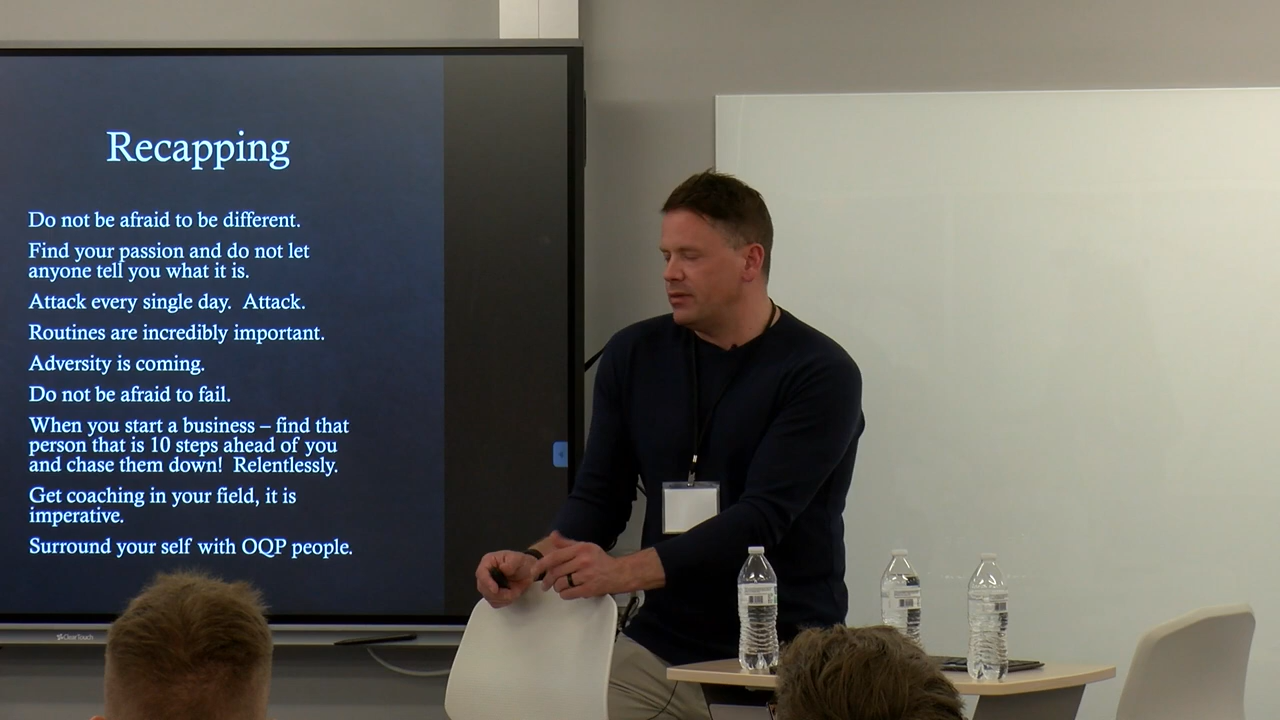 Recapping
Do not be afraid to be different.
Find your passion and do not let
anyone tell you what it is.
Attack every single day.  Attack.
Routines are incredibly important.
Adversity is coming.
Do not be afraid to fail.
When you start a business – find that
person that is 10 steps ahead of you
and chase them down!  Relentlessly.
Get coaching in your field, it is
imperative.
Surround your self with OQP people.
ClearTouch